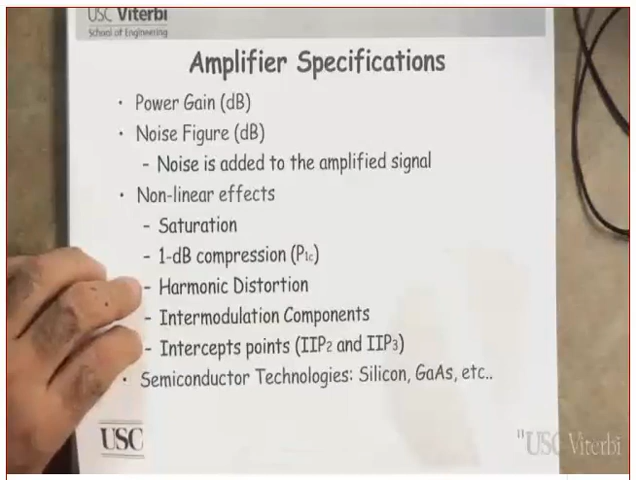 USC Viterbi
School of Engineering
Amplifier Specifications
• Power Gain (dB)
• Noise Figure (dB)
– Noise is added to the amplified signal
• Non-linear effects
– Saturation
– 1-dB compression (P1c)
– Harmonic Distortion
– Intermodulation Components
– Intercepts points (IIP2 and IIP3)
• Semiconductor Technologies: Silicon, GaAs, etc..
USC
USC Viterbi